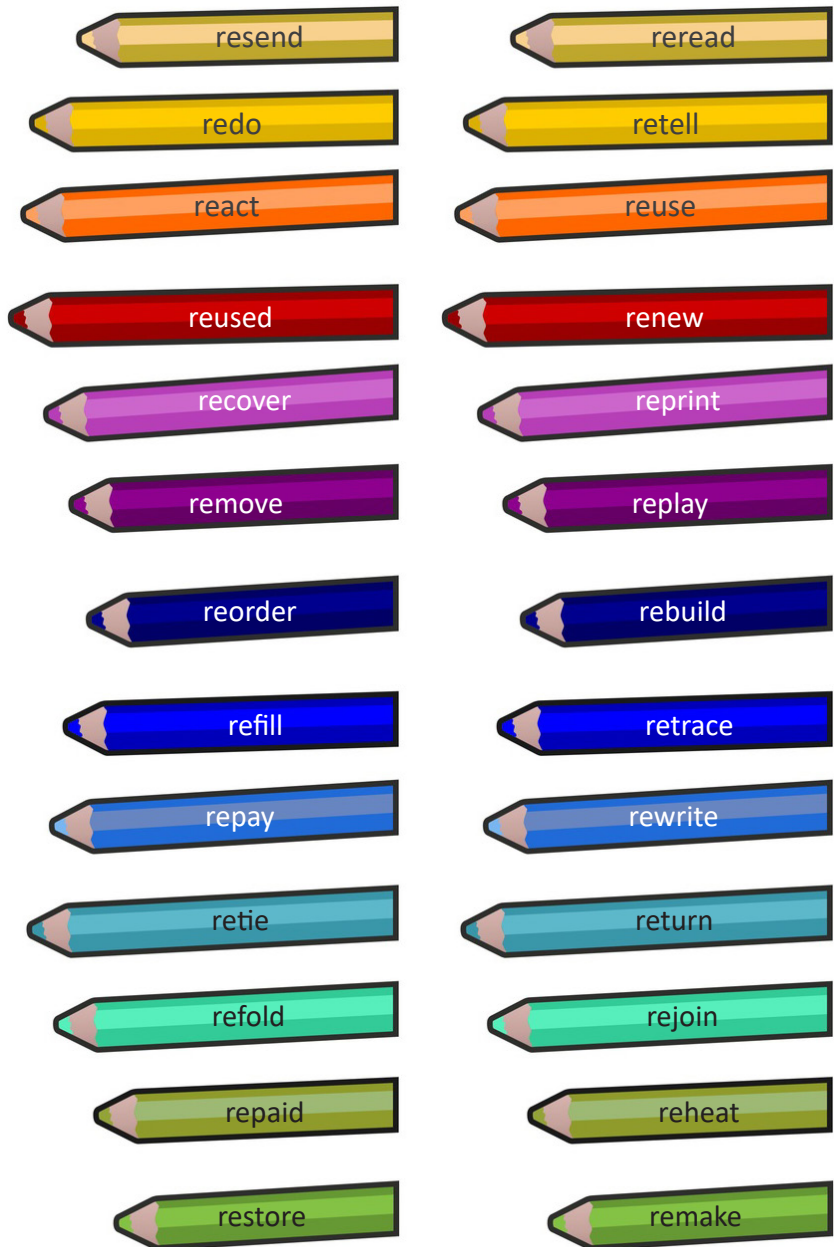 resend
reread
redo
retell
react
reuse
reused
renew
recover
reprint
remove
replay
reorder
rebuild
refill
retrace
repay
rewrite
retie
return
refold
rejoin
repaid
reheat
restore
remake